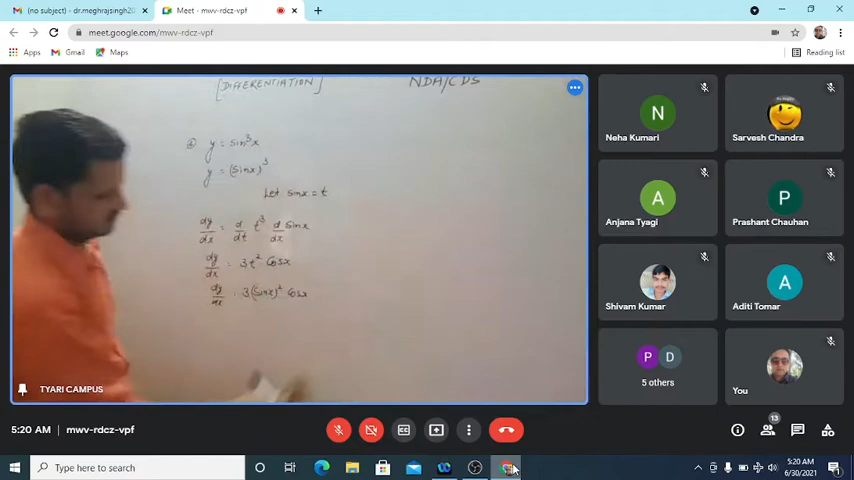 (no subject) - dr.meghrajsingh20
Meet - mwv-rdcz-vpf
meet.google.com/mwv-rdcz-vpf
Apps
Gmail
Maps
Reading list
[DIFFERENTIATION]
NDA/CDS
y = sin³x
y = (sinx)³
Let sinx = t
dy/dx = d/dt t³ d/dx sinx
dy/dx = 3t² Cosx
dy/dx = 3(sinx)² Cosx
TYARI CAMPUS
N
Neha Kumari
Sarvesh Chandra
A
Anjana Tyagi
P
Prashant Chauhan
Shivam Kumar
A
Aditi Tomar
P
D
5 others
You
5:20 AM
mwv-rdcz-vpf
13
Type here to search
5:20 AM
6/30/2021
1